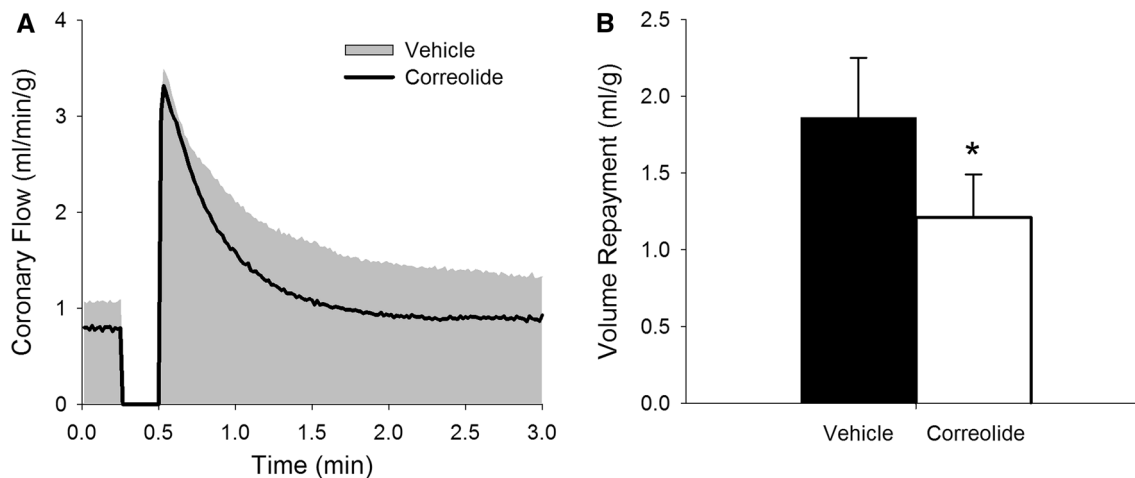 A
Coronary Flow (ml/min/g)
4
3
2
1
0
Vehicle
Correolide
0.0 0.5 1.0 1.5 2.0 2.5 3.0
Time (min)
B
Volume Repayment (ml/g)
2.5
2.0
1.5
1.0
0.5
0.0
*
Vehicle Correolide